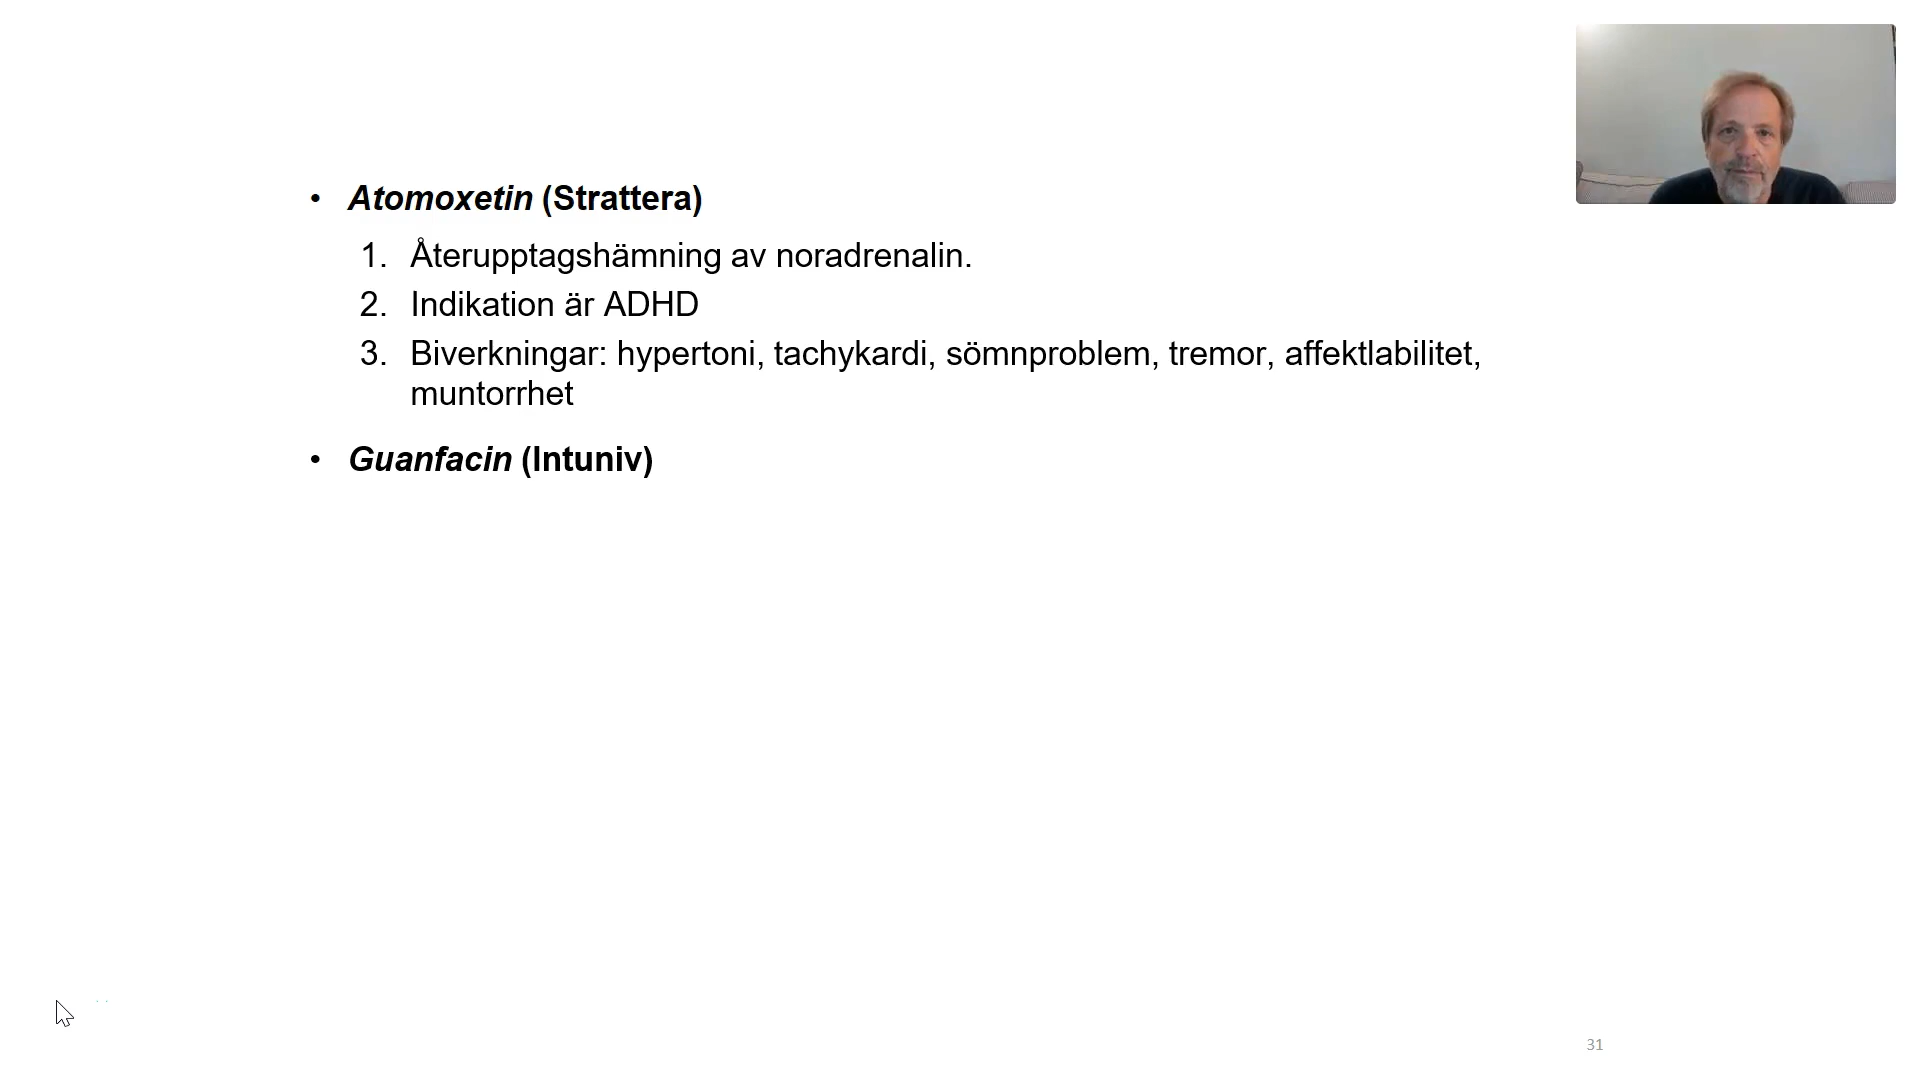 • Atomoxetin (Strattera)
1. Återupptagshämning av noradrenalin.
2. Indikation är ADHD
3. Biverkningar: hypertoni, tachykardi, sömnproblem, tremor, affektlabilitet,
muntorrhet
• Guanfacin (Intuniv)
31